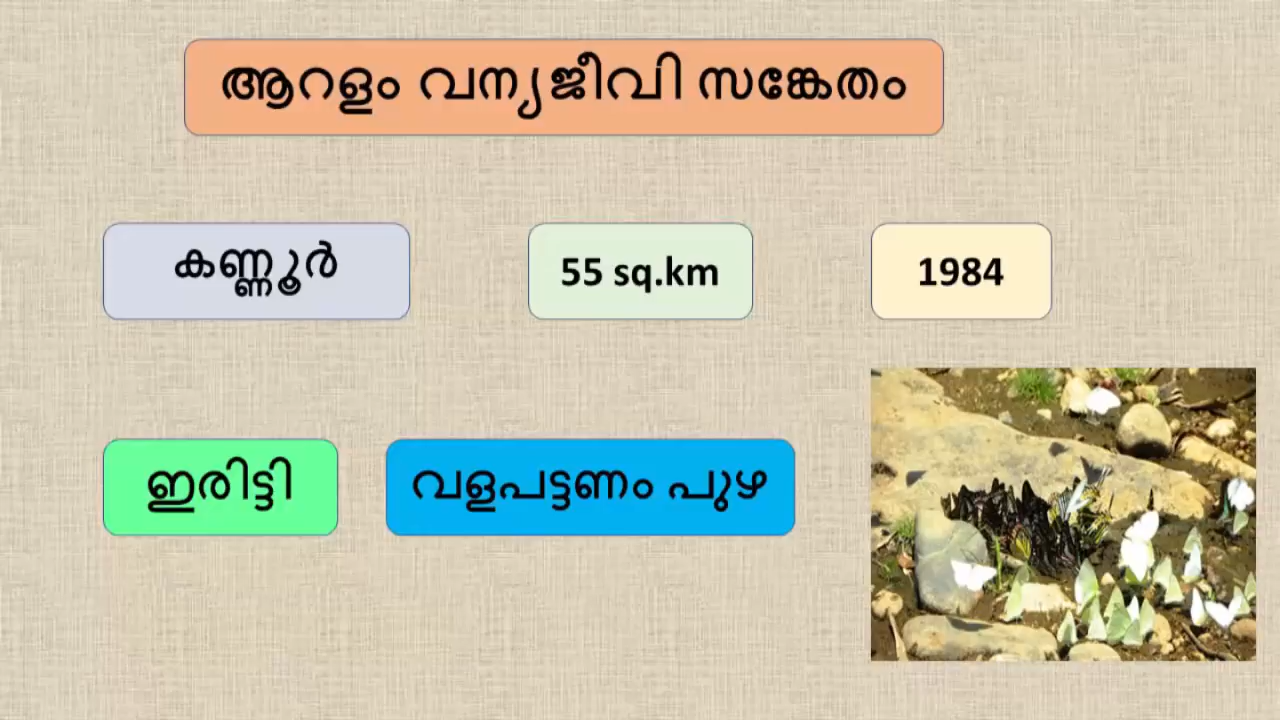 ആറളം വന്യജീവി സങ്കേതം
കണ്ണൂർ
55 sq.km
1984
ഇരിട്ടി
വളപട്ടണം പുഴ